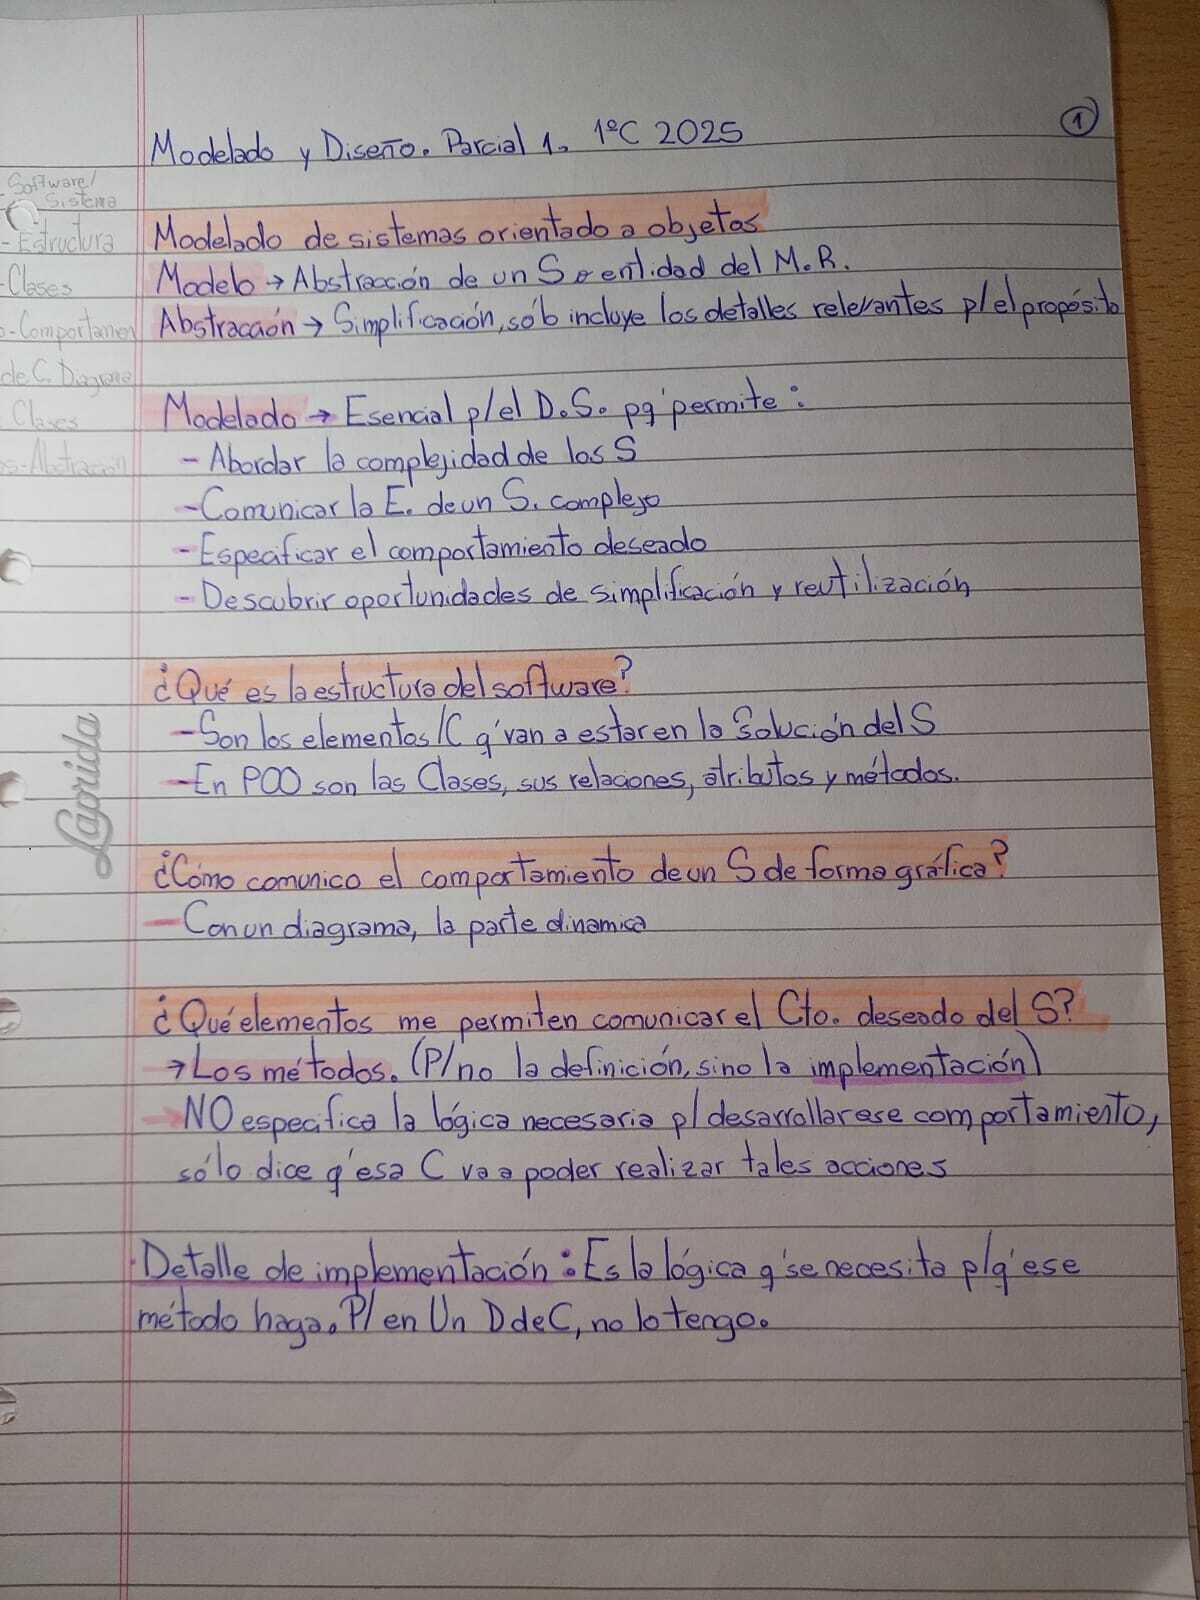 Modelado y Diseño. Parcial 1. 1ºC 2025
1
Software/
Sistema
- Estructura
-Clases
-Comportamen
de C. Diagrama
Clases
-Abstración
Modelado de sistemas orientado a objetos
Modelo → Abstracción de un S o entidad del M.R.
Abstracción → Simplificación, sólo incluye los detalles relevantes p/el propósito
Modelado → Esencial p/el D.S. pq' permite:
- Abordar la complejidad de los S
- Comunicar la E. de un S. complejo
- Especificar el comportamiento deseado
- Descubrir oportunidades de simplificación y reutilización
¿Qué es la estructura del software?
- Son los elementos/C q' van a estar en la Solución del S
- En POO son las Clases, sus relaciones, atributos y métodos.
Laprida
¿Cómo comunico el comportamiento de un S de forma gráfica?
- Con un diagrama, la parte dinamica
¿Qué elementos me permiten comunicar el Cto. deseado del S?
→ Los métodos. (P/ no la definición, sino la implementación)
→ NO especifica la lógica necesaria p/ desarrollar ese comportamiento,
sólo dice q' esa C va a poder realizar tales acciones
Detalle de implementación: Es la lógica q' se necesita p/q' ese
método haga. P/ en Un D de C, no lo tengo.